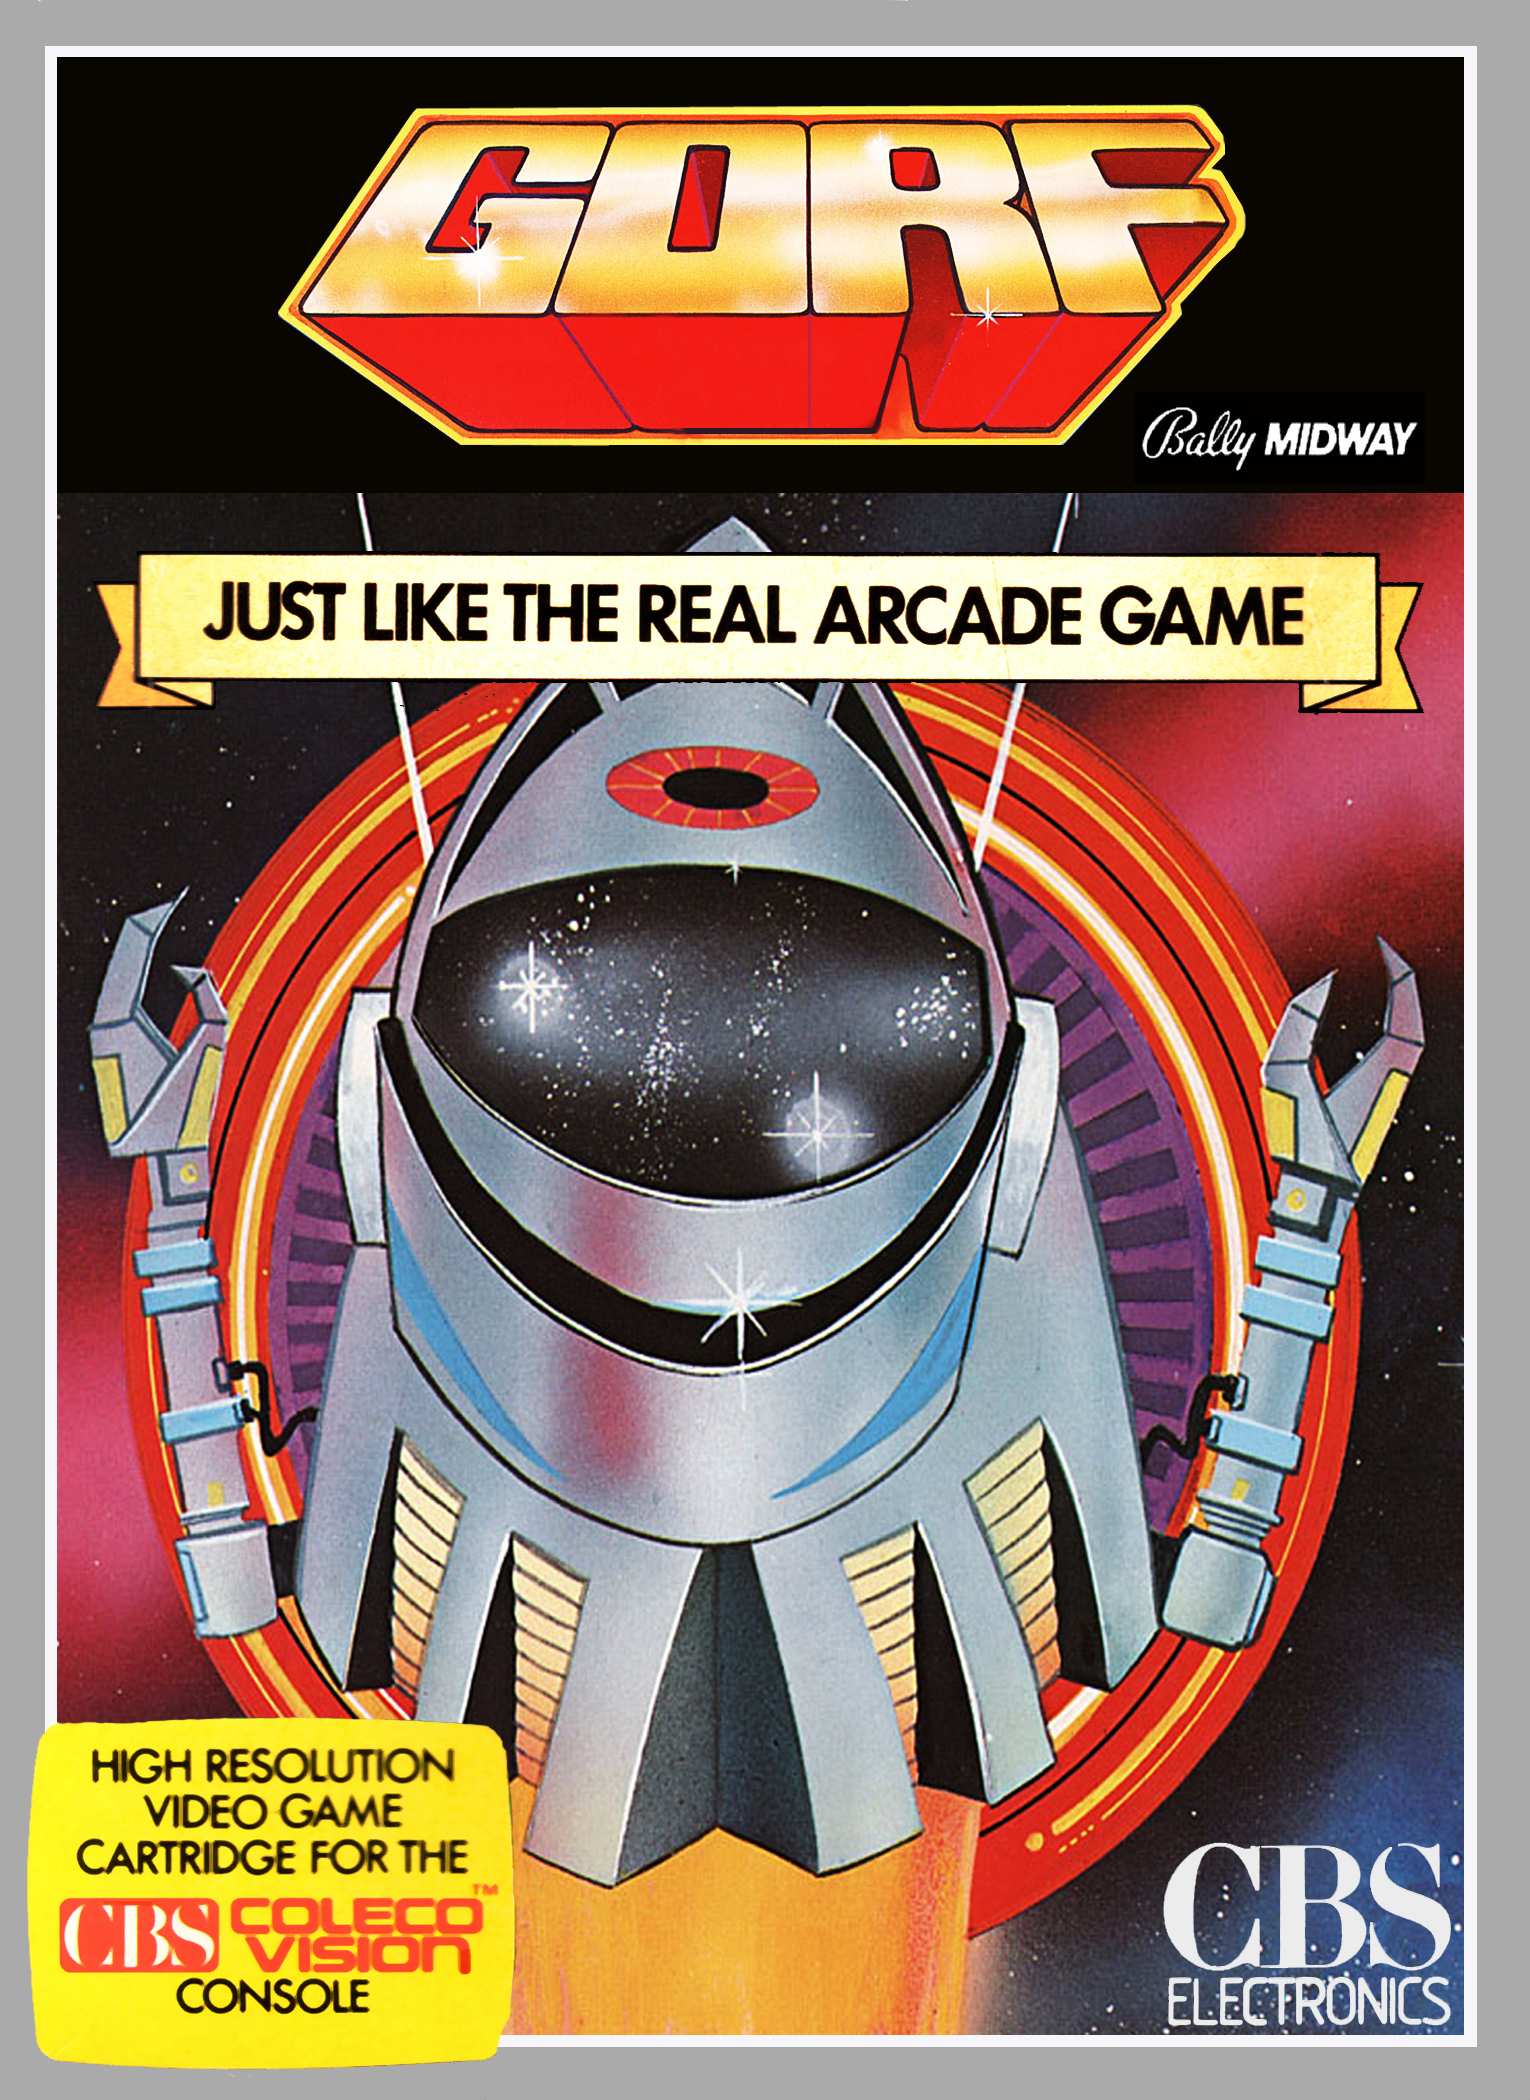 GORF
Bally MIDWAY
JUST LIKE THE REAL ARCADE GAME
HIGH RESOLUTION
VIDEO GAME
CARTRIDGE FOR THE
CBS COLECO™
VISION
CONSOLE
CBS
ELECTRONICS